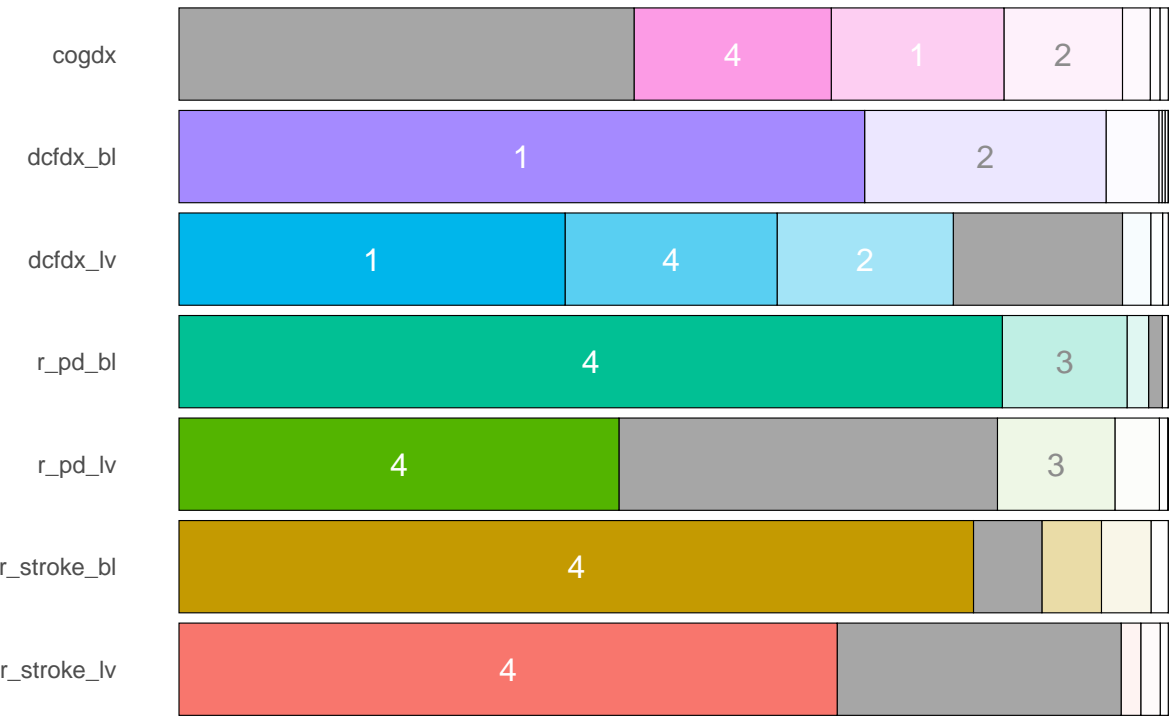 cogdx 4 1 2
dcfdx_bl 1 2
dcfdx_lv 1 4 2
r_pd_bl 4 3
r_pd_lv 4 3
r_stroke_bl 4
r_stroke_lv 4